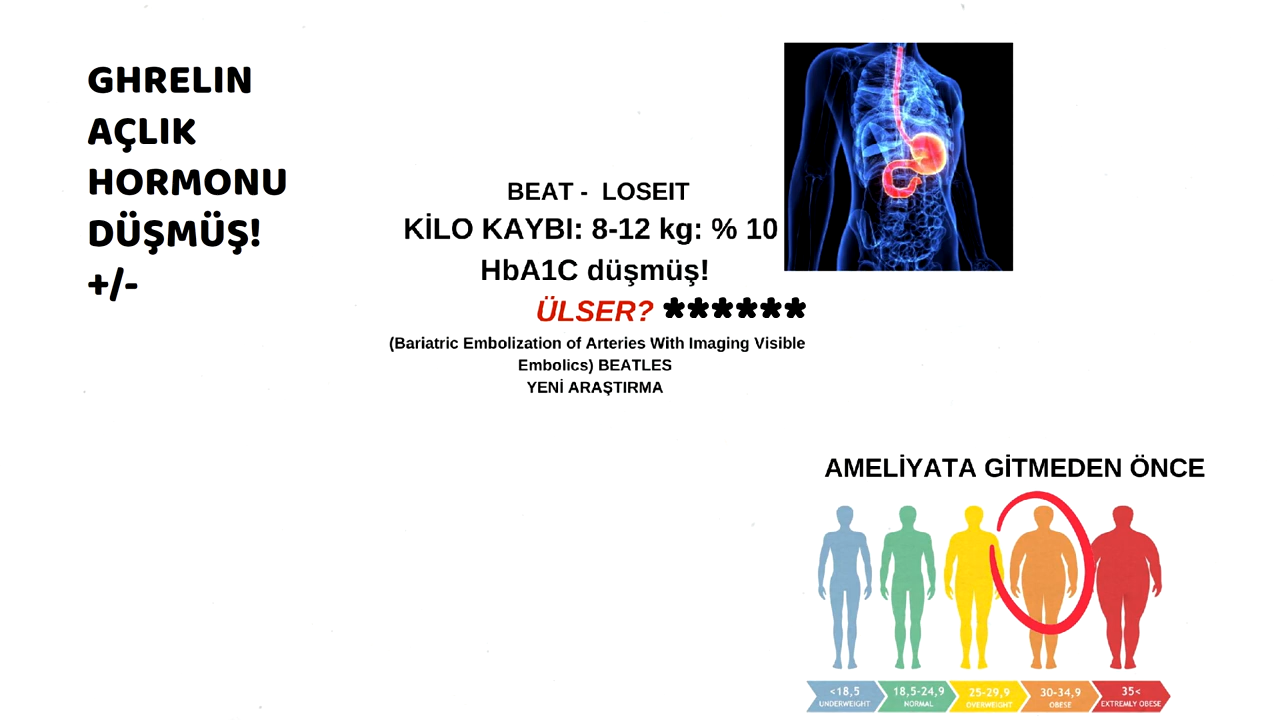 GHRELIN
AÇLIK
HORMONU
DÜŞMÜŞ!
+/-
BEAT - LOSEIT
KİLO KAYBI: 8-12 kg: % 10
HbA1C düşmüş!
ÜLSER? ******
(Bariatric Embolization of Arteries With Imaging Visible
Embolics) BEATLES
YENİ ARAŞTIRMA
AMELİYATA GİTMEDEN ÖNCE
<18,5 18,5-24,9 25-29,9 30-34,9 35<
UNDERWEIGHT NORMAL OVERWEIGHT OBESE EXTREMLY OBESE